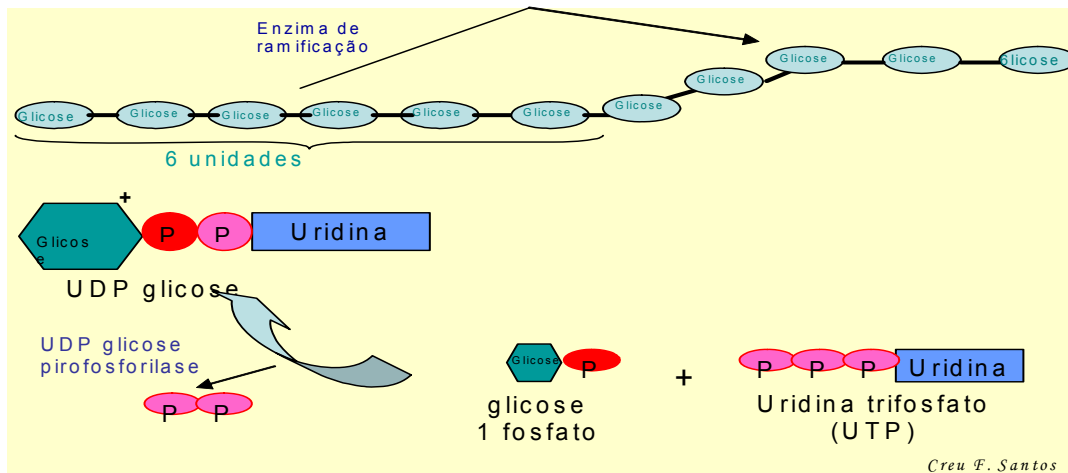 Enzima de
ramificação
Glicose Glicose Glicose Glicose Glicose Glicose Glicose Glicose Glicose Glicose Glicose
6 unidades
+
Glicos
e
P P Uridina
UDP glicose
UDP glicose
pirofosforilase
P P
Glicose P
glicose
1 fosfato
+
P P P Uridina
Uridina trifosfato
(UTP)
Creu F. Santos